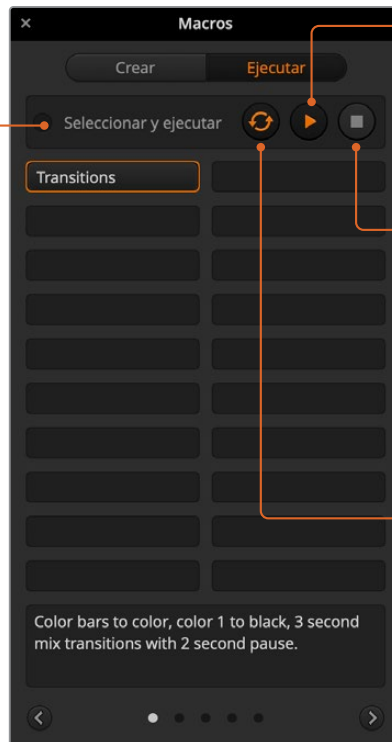 Macros
Crear
Ejecutar
Seleccionar y ejecutar
Transitions
Color bars to color, color 1 to black, 3 second
mix transitions with 2 second pause.